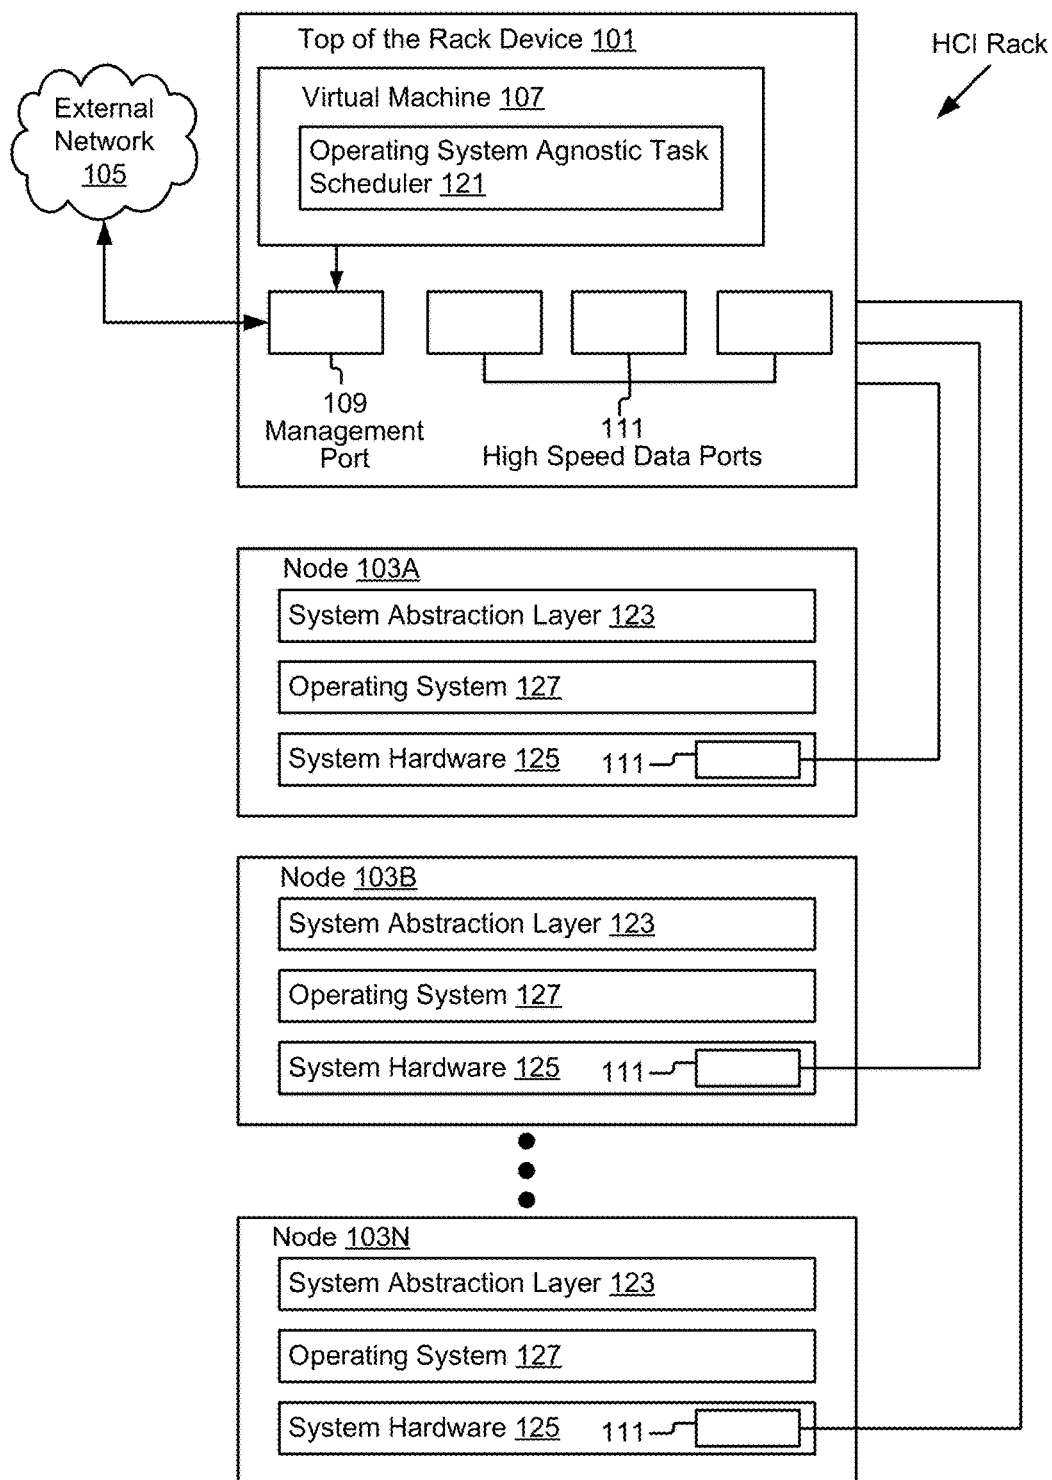 Top of the Rack Device 101
HCI Rack
External
Network
105
Virtual Machine 107
Operating System Agnostic Task
Scheduler 121
109
Management
Port
111
High Speed Data Ports
Node 103A
System Abstraction Layer 123
Operating System 127
System Hardware 125
111
Node 103B
System Abstraction Layer 123
Operating System 127
System Hardware 125
111
Node 103N
System Abstraction Layer 123
Operating System 127
System Hardware 125
111